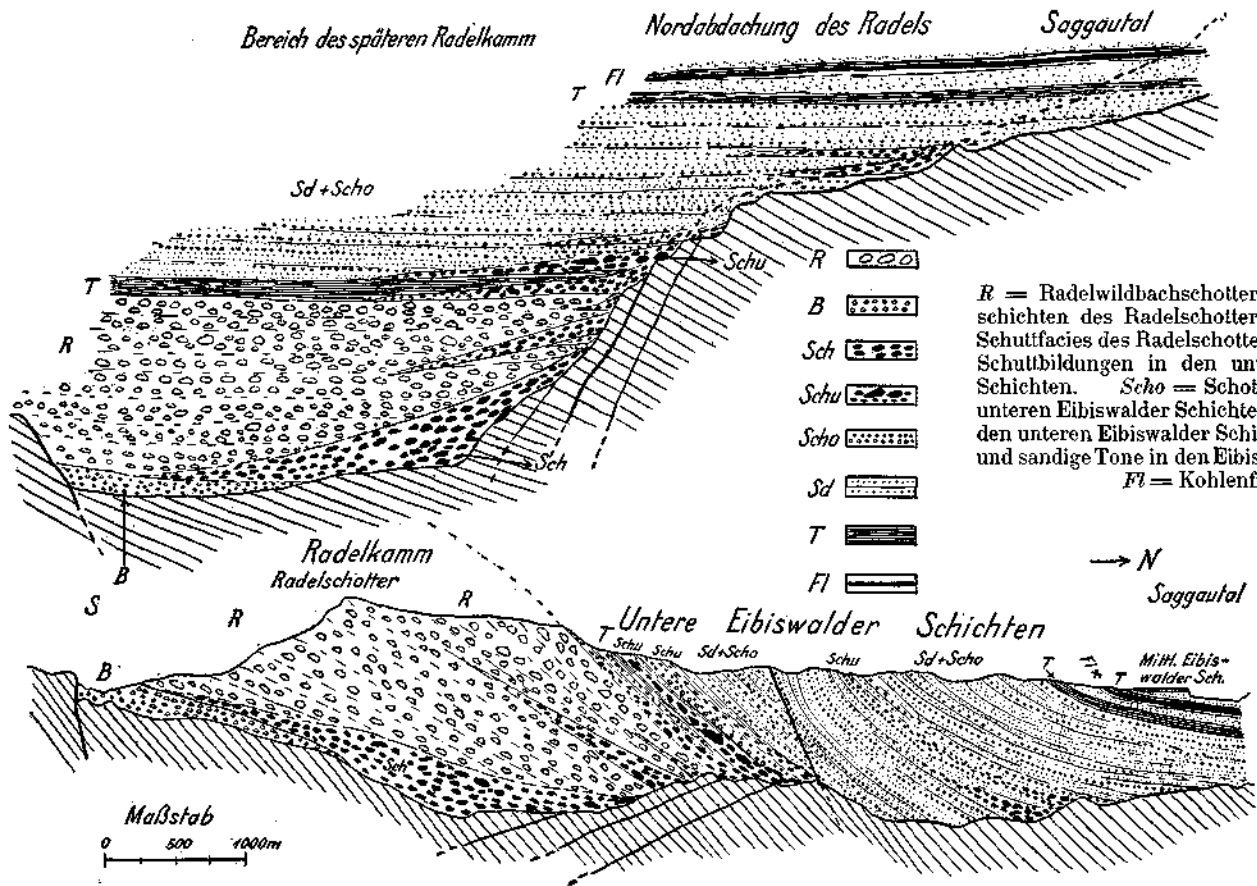 Bereich des späteren Radelkamm
Nordabdachung des Radels
Saggautal
T
Fl
Sd + Scho
T
R
Schu
Sch
B
R
B
Sch
Schu
Scho
Sd
T
Fl
R = Radelwildbachschotter
schichten des Radelschotter
Schuttfacies des Radelschotte
Schuttbildungen in den un
Schichten. Scho = Schot
unteren Eibiswalder Schichte
den unteren Eibiswalder Schi
und sandige Tone in den Eibis
Fl = Kohlenf
N
Saggautal
S
Radelkamm
Radelschotter
R
R
B
Sch
Untere Eibiswalder Schichten
T
Schu
Schu
Sd+Scho
Schu
Sd+Scho
T
Fl
T
Mittl. Eibis-
walder Sch.
Maßstab
0 500 1000m